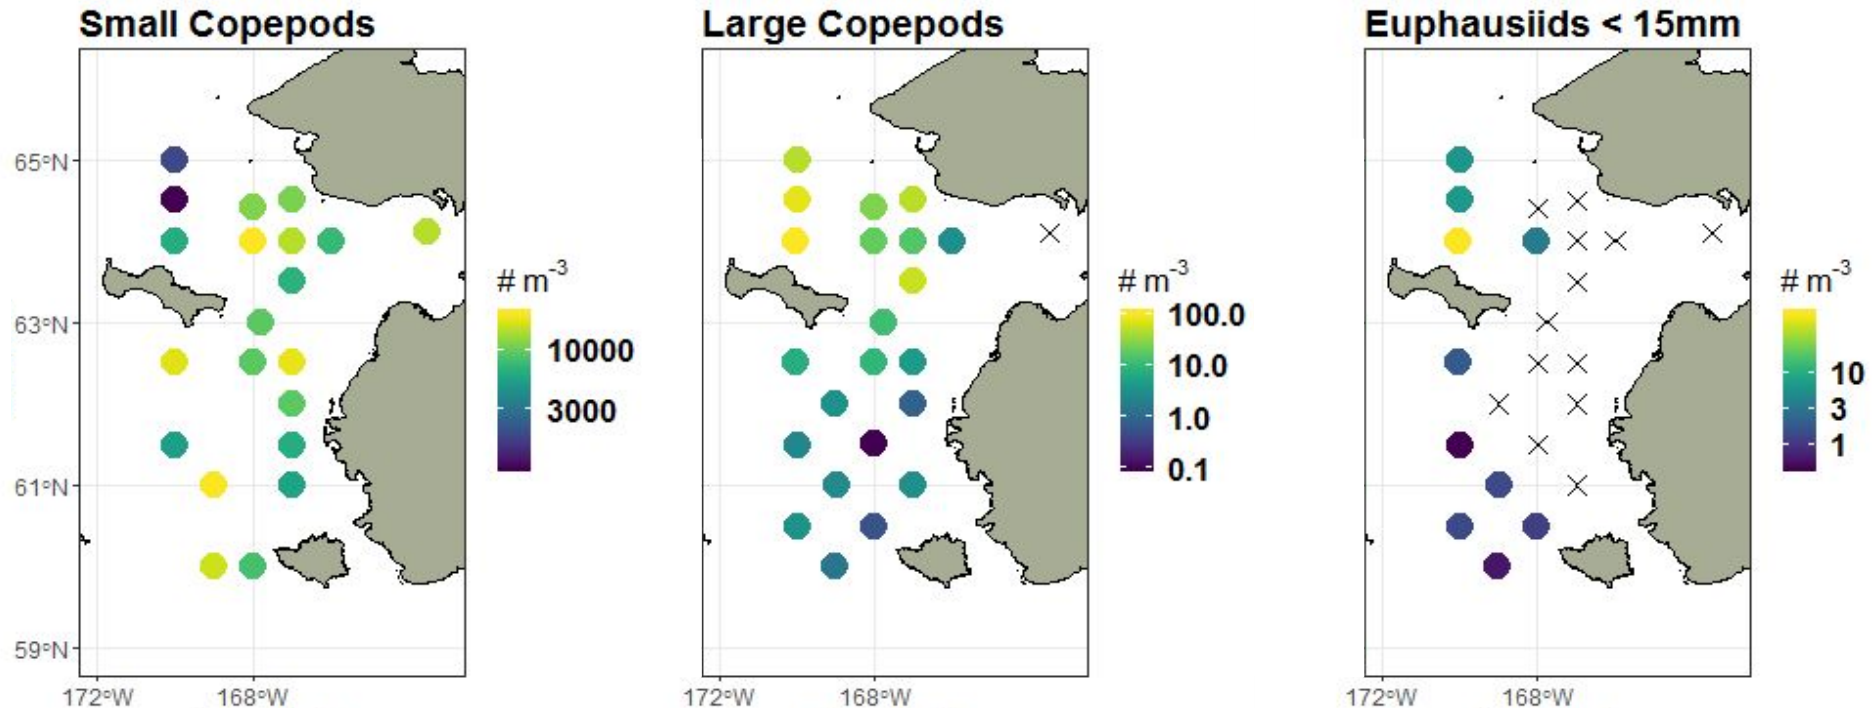 Small Copepods
Large Copepods
Euphausiids < 15mm
65°N
63°N
61°N
59°N
172°W
168°W
# m-3
10000
3000
172°W
168°W
# m-3
100.0
10.0
1.0
0.1
172°W
168°W
# m-3
10
3
1